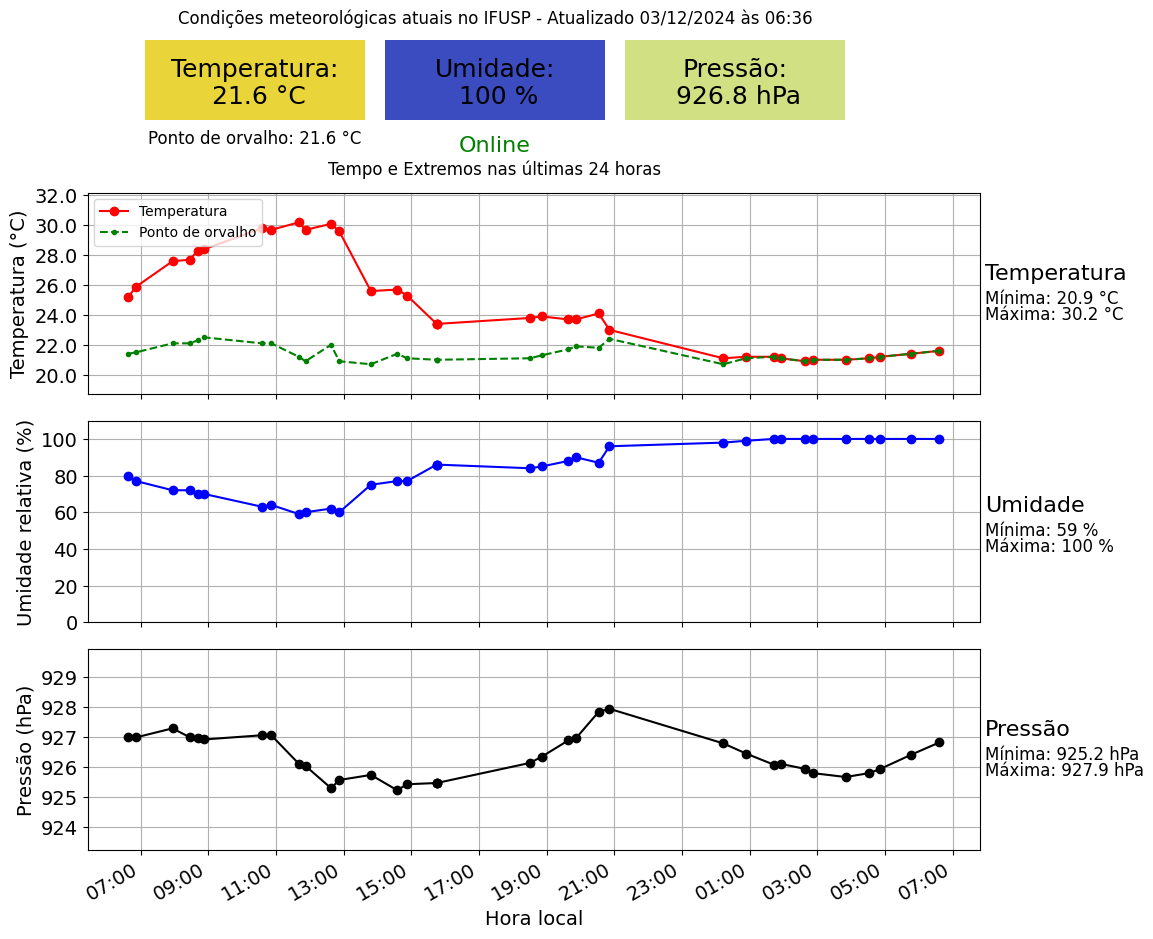 Condições meteorológicas atuais no IFUSP - Atualizado 03/12/2024 às 06:36
Temperatura:
21.6 °C
Umidade:
100 %
Pressão:
926.8 hPa
Ponto de orvalho: 21.6 °C
Online
Tempo e Extremos nas últimas 24 horas
Temperatura (°C)
32.0
30.0
28.0
26.0
24.0
22.0
20.0
Temperatura
Ponto de orvalho
Temperatura
Mínima: 20.9 °C
Máxima: 30.2 °C
Umidade relativa (%)
100
80
60
40
20
0
Umidade
Mínima: 59 %
Máxima: 100 %
Pressão (hPa)
929
928
927
926
925
924
Pressão
Mínima: 925.2 hPa
Máxima: 927.9 hPa
07:00 09:00 11:00 13:00 15:00 17:00 19:00 21:00 23:00 01:00 03:00 05:00 07:00
Hora local